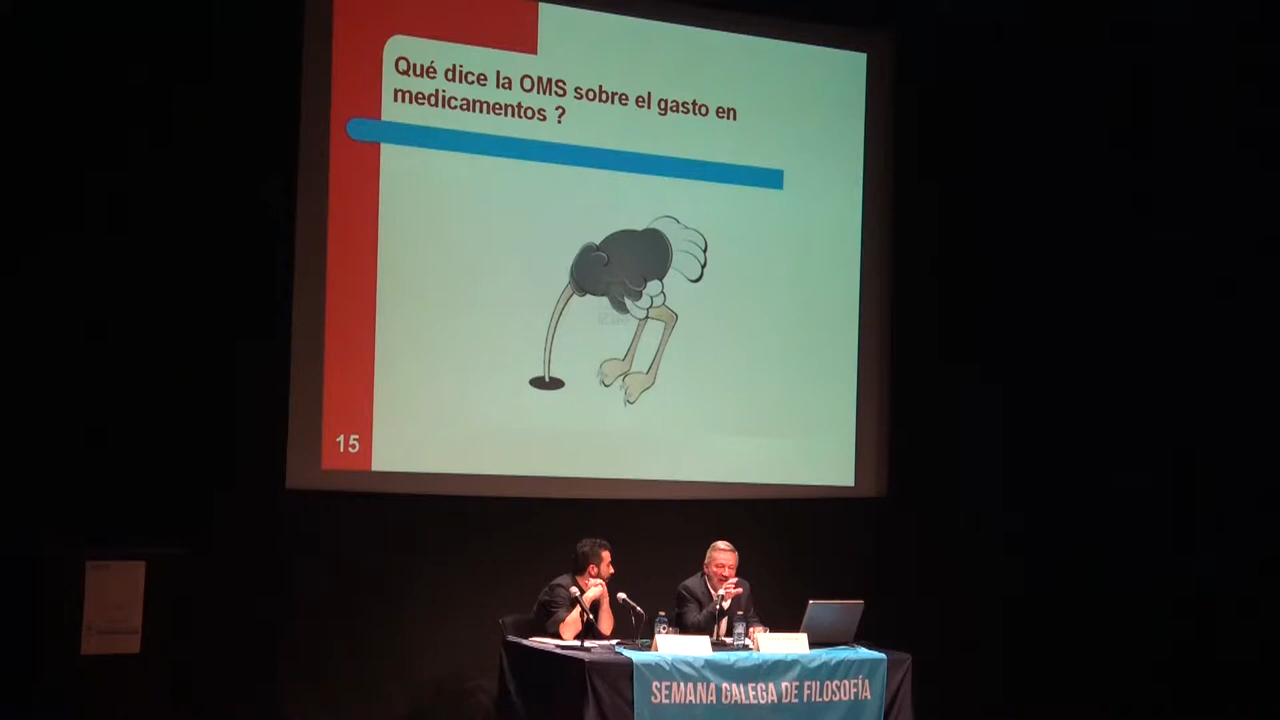 Qué dice la OMS sobre el gasto en
medicamentos ?
15
SEMANA GALEGA DE FILOSOFÍA